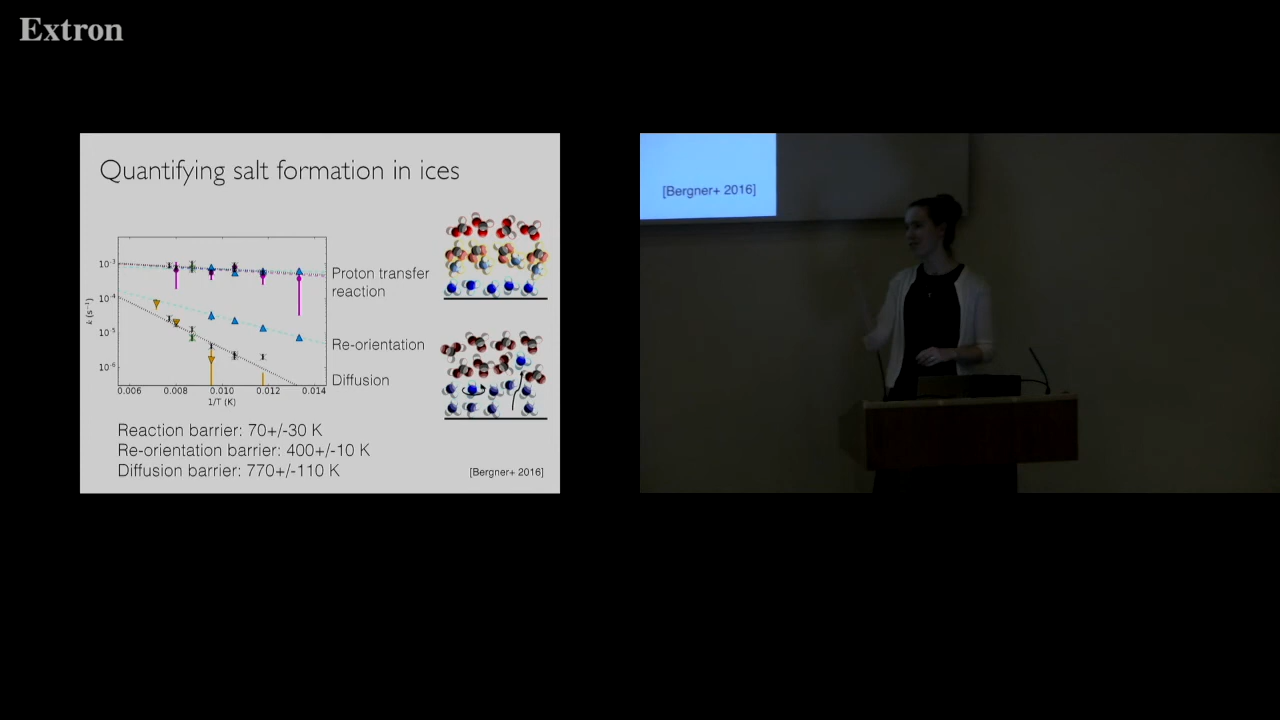 Extron
Quantifying salt formation in ices
10⁻³
10⁻⁴
10⁻⁵
10⁻⁶
k (s⁻¹)
0.006 0.008 0.010 0.012 0.014
1/T (K)
Proton transfer
reaction
Re-orientation
Diffusion
Reaction barrier: 70+/-30 K
Re-orientation barrier: 400+/-10 K
Diffusion barrier: 770+/-110 K
[Bergner+ 2016]
[Bergner+ 2016]